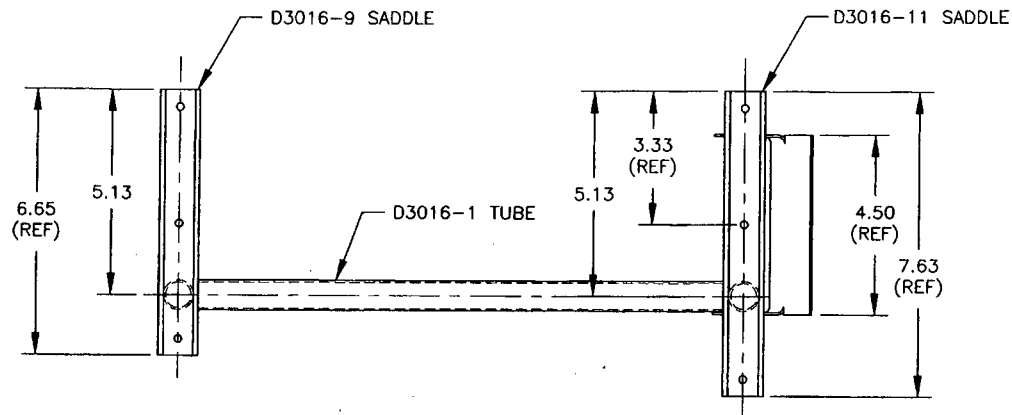 D3016-9 SADDLE
D3016-11 SADDLE
6.65
(REF)
5.13
D3016-1 TUBE
5.13
3.33
(REF)
4.50
(REF)
7.63
(REF)